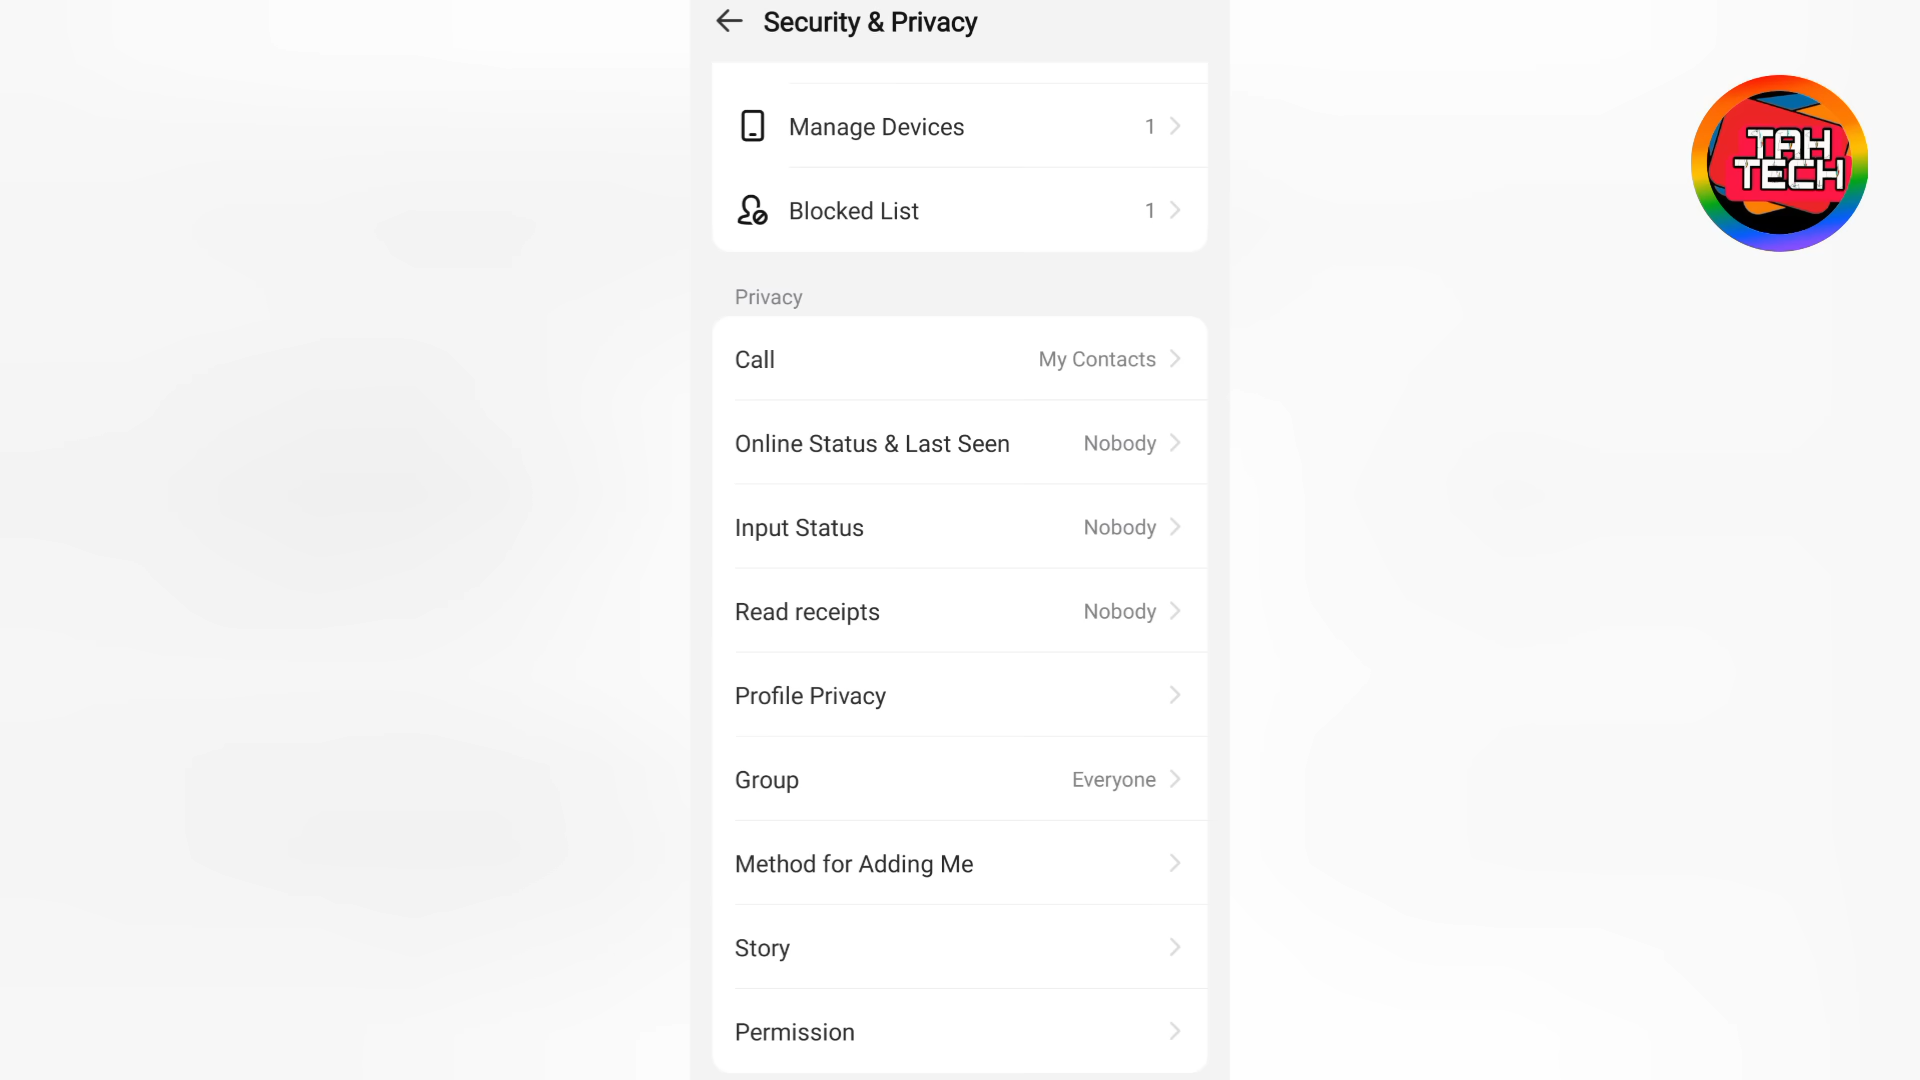 Security & Privacy
Manage Devices 1
Blocked List 1
Privacy
Call My Contacts
Online Status & Last Seen Nobody
Input Status Nobody
Read receipts Nobody
Profile Privacy
Group Everyone
Method for Adding Me
Story
Permission
TAH
TECH